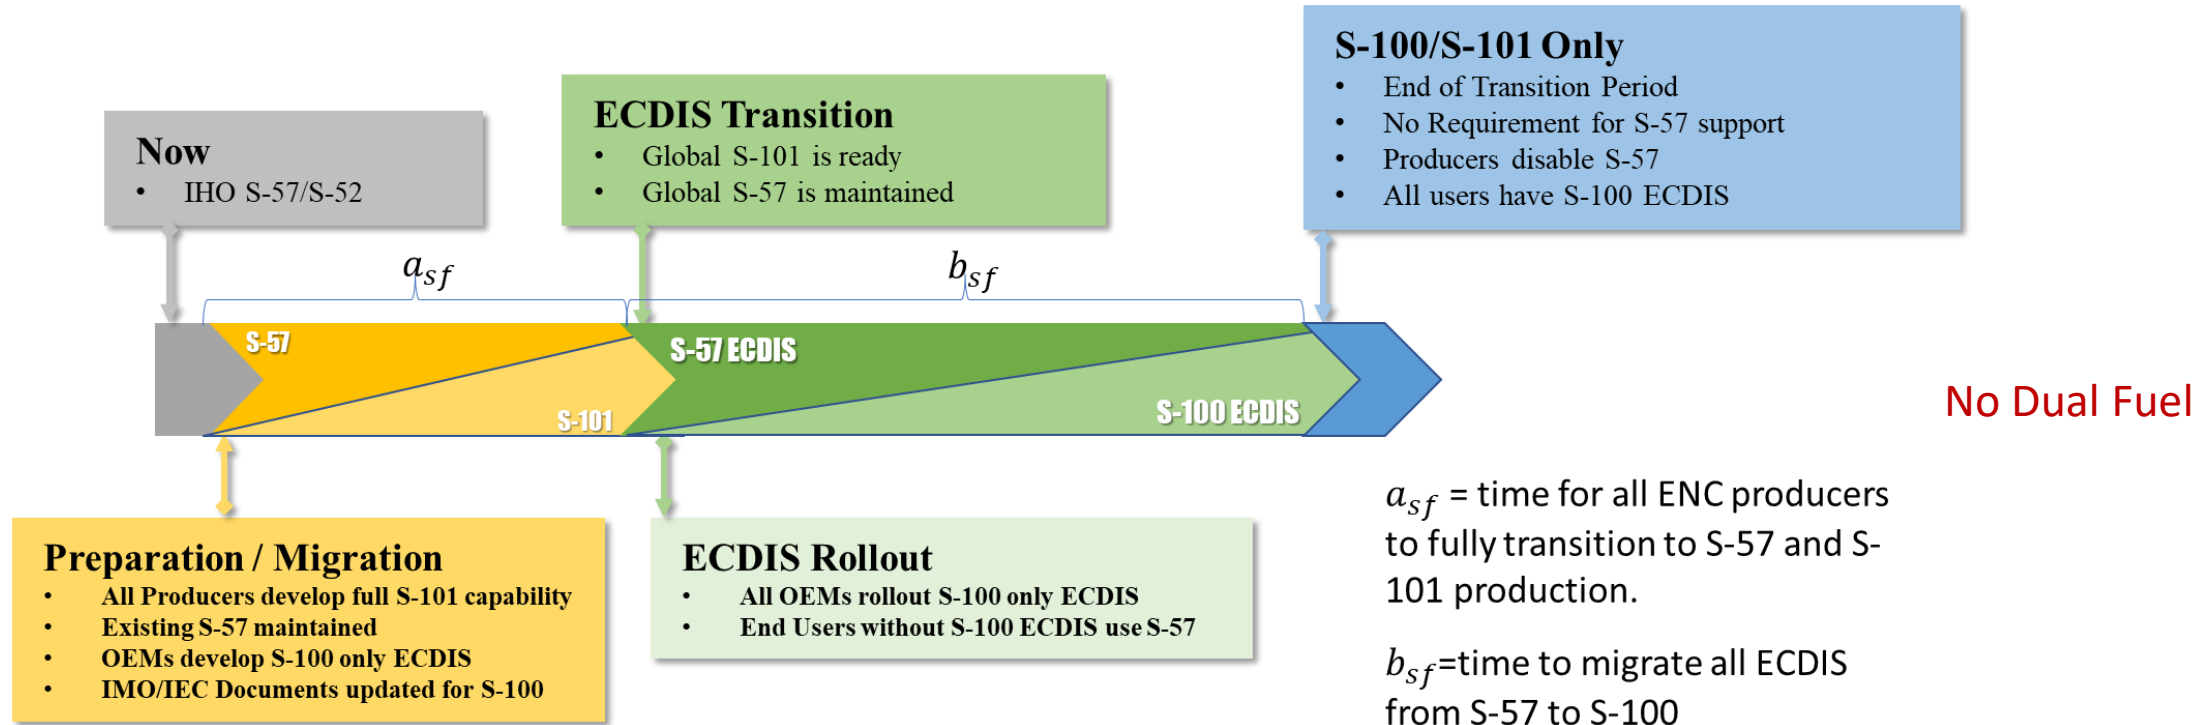 S-100/S-101 Only
• End of Transition Period
• No Requirement for S-57 support
• Producers disable S-57
• All users have S-100 ECDIS
ECDIS Transition
• Global S-101 is ready
• Global S-57 is maintained
Now
• IHO S-57/S-52
a_sf
b_sf
S-57
S-101
S-57 ECDIS
S-100 ECDIS
No Dual Fuel
Preparation / Migration
• All Producers develop full S-101 capability
• Existing S-57 maintained
• OEMs develop S-100 only ECDIS
• IMO/IEC Documents updated for S-100
ECDIS Rollout
• All OEMs rollout S-100 only ECDIS
• End Users without S-100 ECDIS use S-57
a_sf = time for all ENC producers
to fully transition to S-57 and S-
101 production.
b_sf=time to migrate all ECDIS
from S-57 to S-100